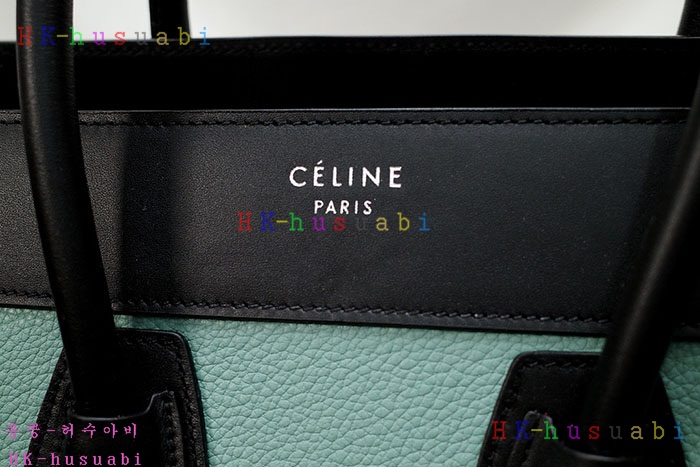 HK-husuabi
CÉLINE
PARIS
HK-husuabi
홍콩-허수아비
HK-husuabi
HK-husuabi